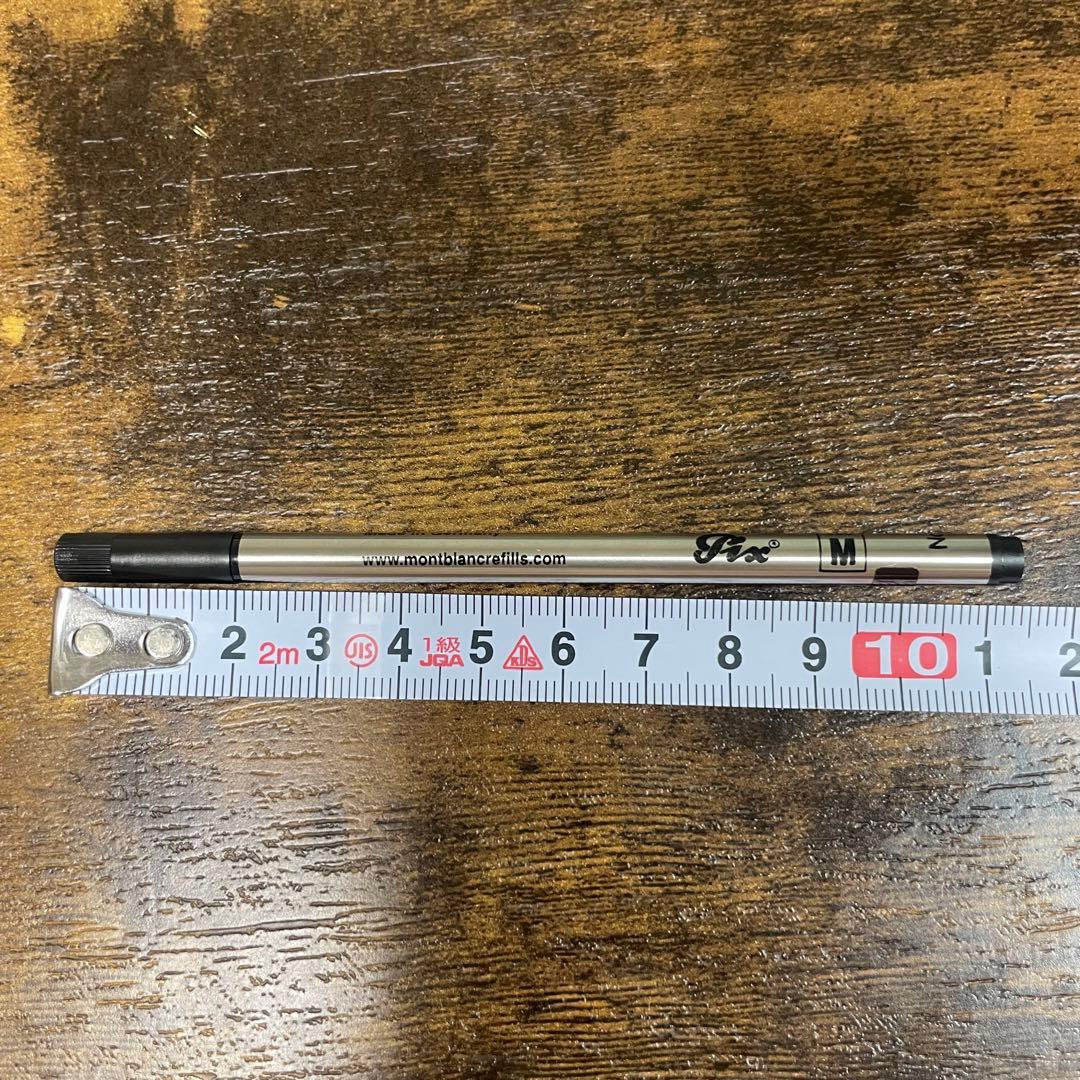 www.montblancrefills.com
Fix®
M
N
2 2m 3 JIS 4 1級 JQA 5 KDS 6 7 8 9 10 1 2